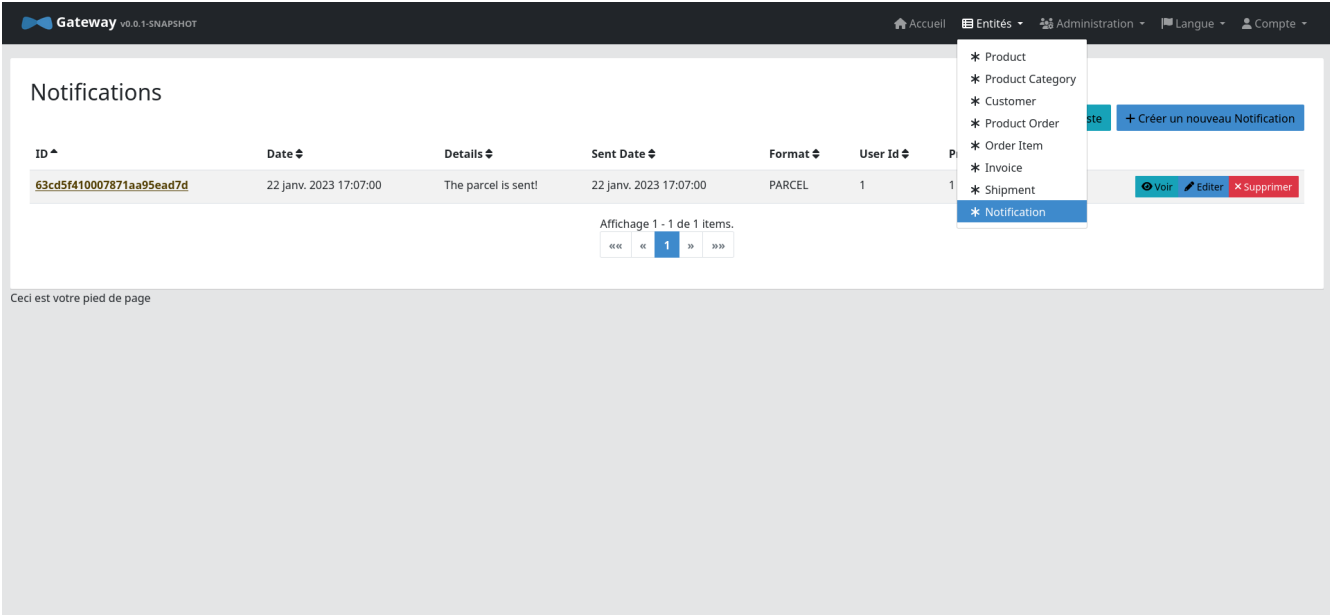 Gateway v0.0.1-SNAPSHOT
Accueil Entités Administration Langue Compte
Product
Product Category
Customer
Product Order
Order Item
Invoice
Shipment
Notification
Notifications
+ Créer un nouveau Notification
ID Date Details Sent Date Format User Id
63cd5f410007871aa95ead7d 22 janv. 2023 17:07:00 The parcel is sent! 22 janv. 2023 17:07:00 PARCEL 1 1 Voir Editer Supprimer
Affichage 1 - 1 de 1 items.
«« « 1 » »»
Ceci est votre pied de page